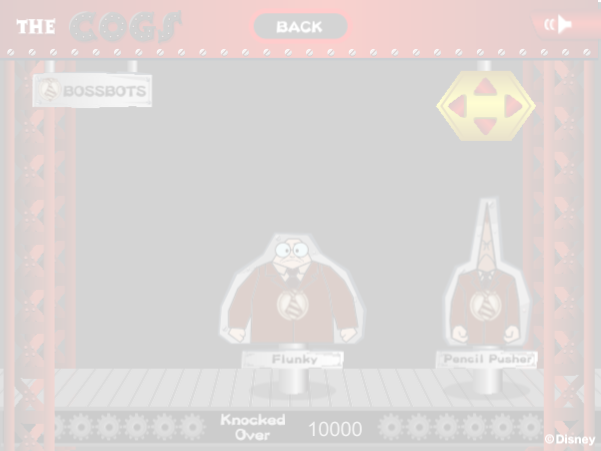 THE COGS
BACK
BOSSBOTS
Flunky
Pencil Pusher
Knocked
Over
10000
©Disney